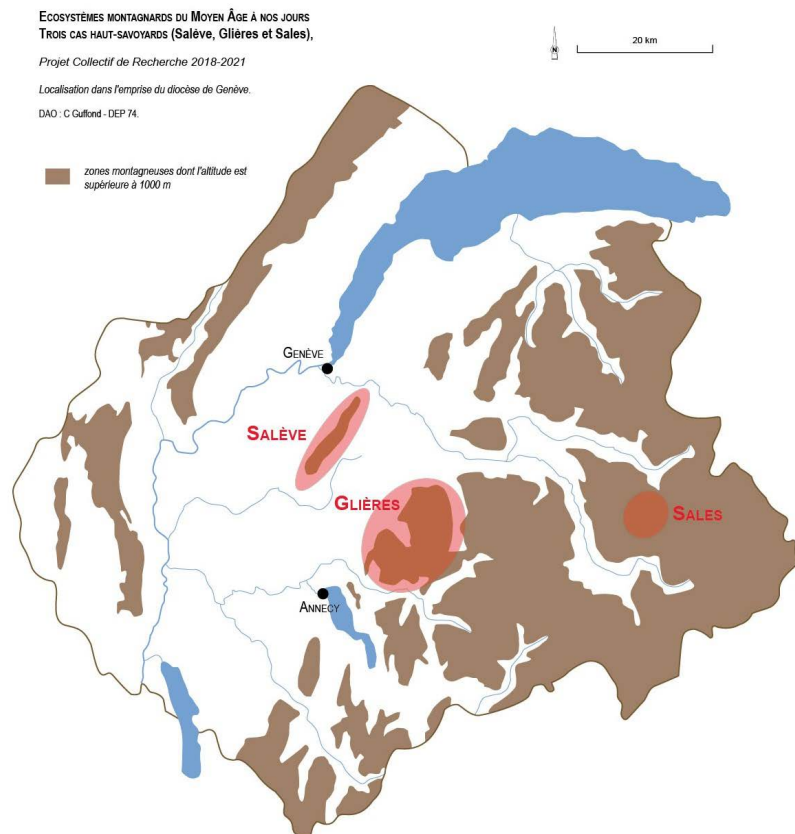 Ecosystèmes montagnards du Moyen Âge à nos jours
Trois cas haut-savoyards (Salève, Glières et Sales),
Projet Collectif de Recherche 2018-2021
Localisation dans l'emprise du diocèse de Genève.
DAO : C Guffond - DEP 74.
N
20 km
zones montagneuses dont l'altitude est
supérieure à 1000 m
Genève
Salève
Glières
Sales
Annecy